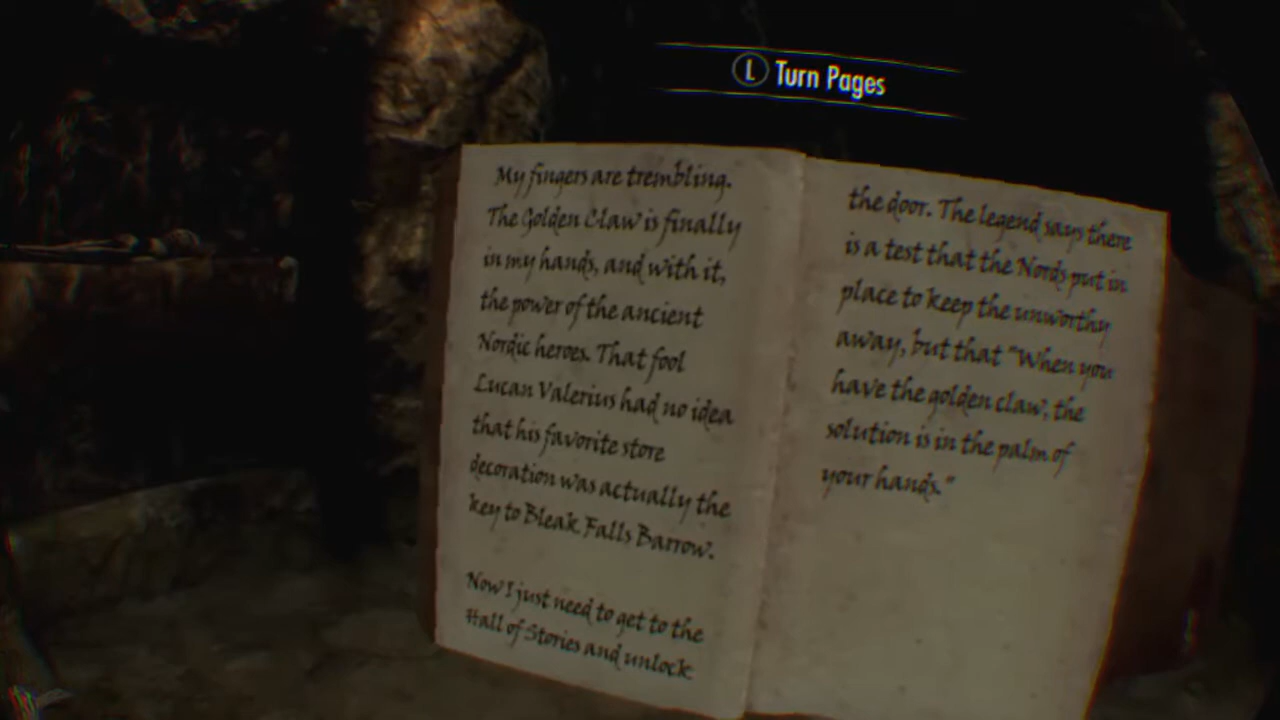 L Turn Pages
My fingers are trembling.
The Golden Claw is finally
in my hands, and with it,
the power of the ancient
Nordic heroes. That fool
Lucan Valerius had no idea
that his favorite store
decoration was actually the
key to Bleak Falls Barrow.
Now I just need to get to the
Hall of Stories and unlock
the door. The legend says there
is a test that the Nords put in
place to keep the unworthy
away, but that "When you
have the golden claw, the
solution is in the palm of
your hands."